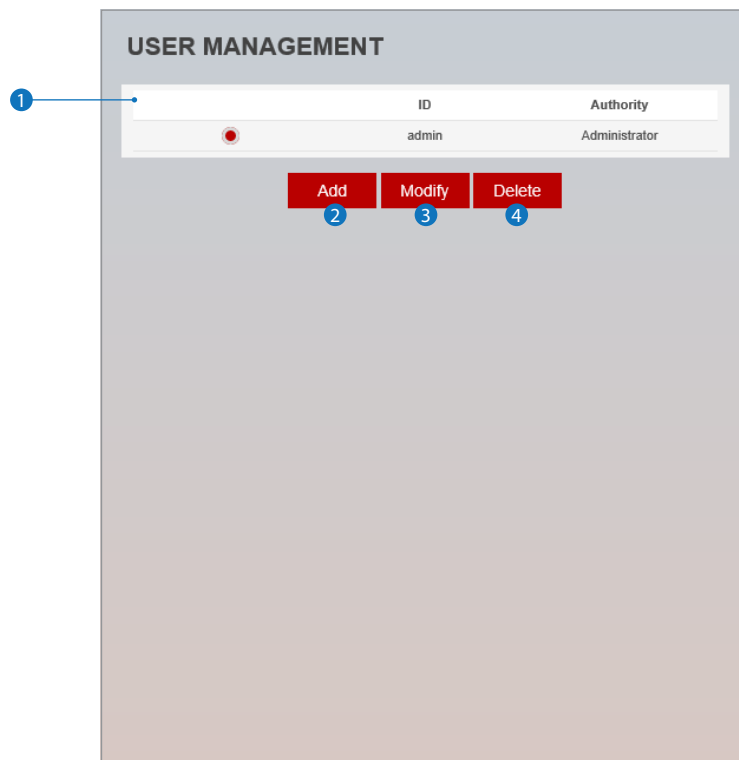 USER MANAGEMENT
1
ID Authority
admin Administrator
Add Modify Delete
2 3 4